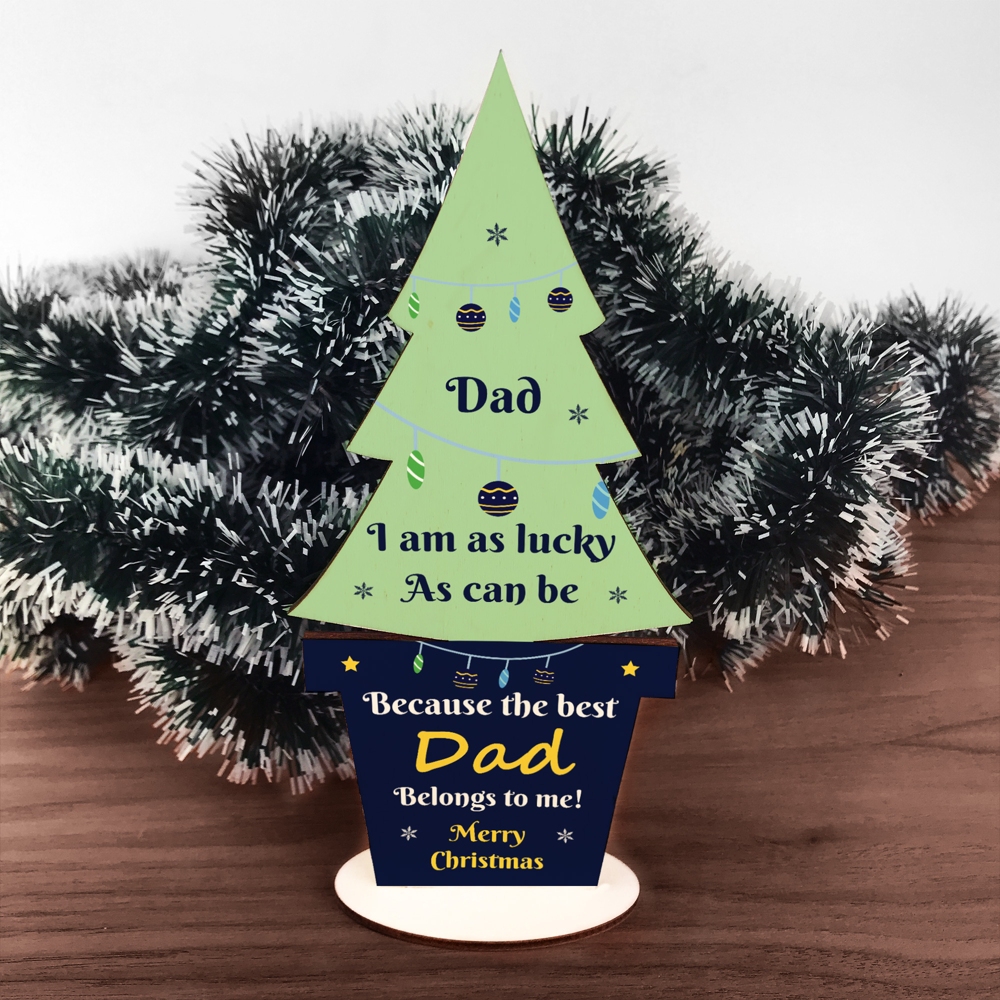 Dad
I am as lucky
As can be
Because the best
Dad
Belongs to me!
Merry
Christmas